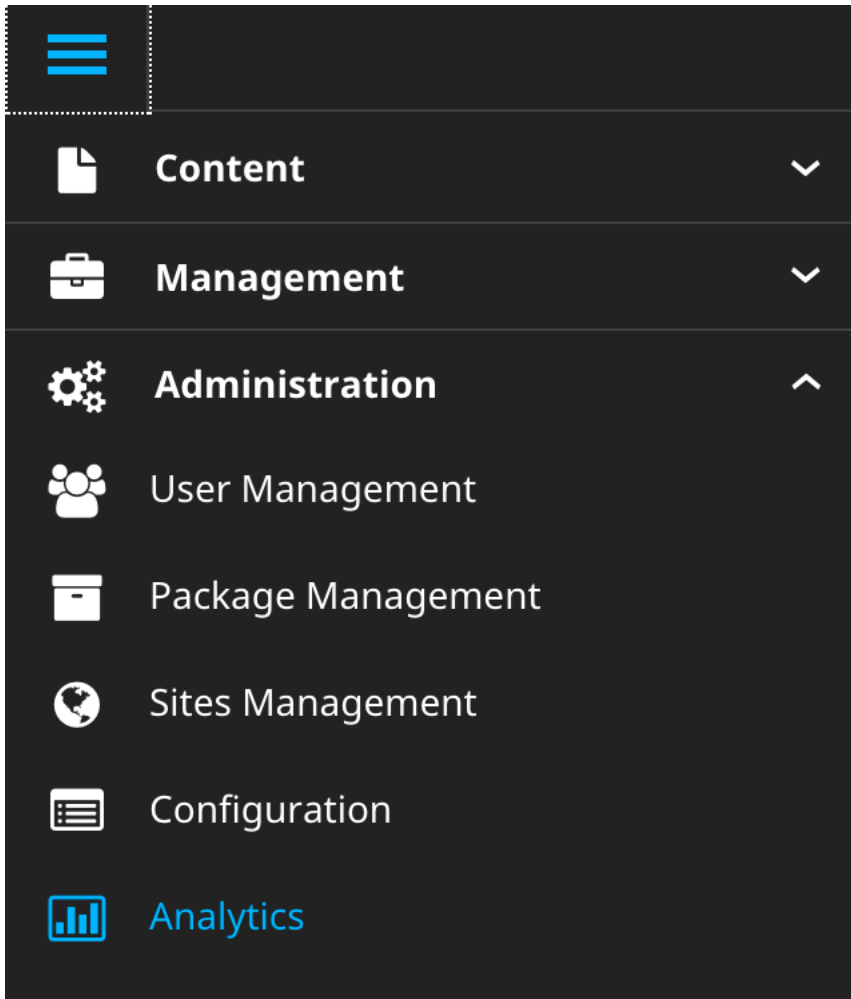 Content
Management
Administration
User Management
Package Management
Sites Management
Configuration
Analytics